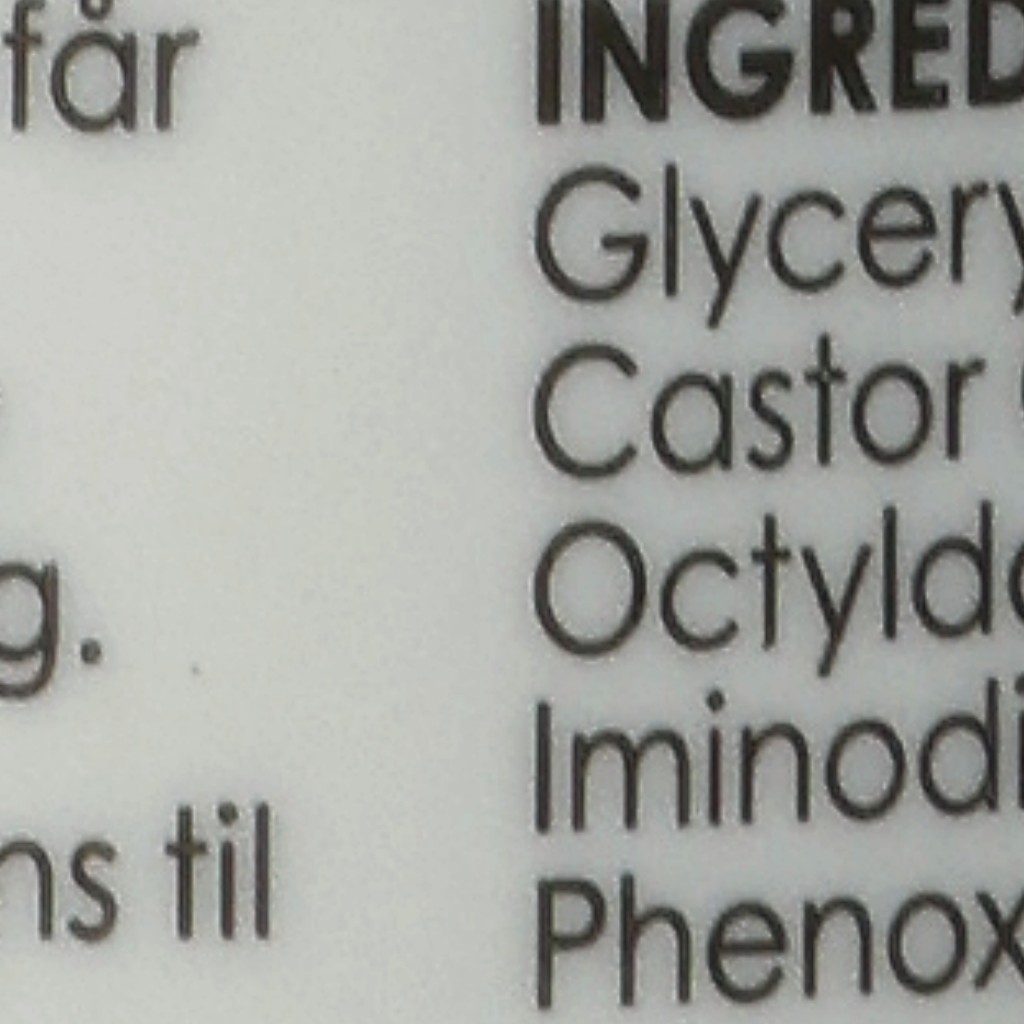 får
g.
ns til
INGRED
Glycery
Castor
Octyldo
Iminodi
Phenox